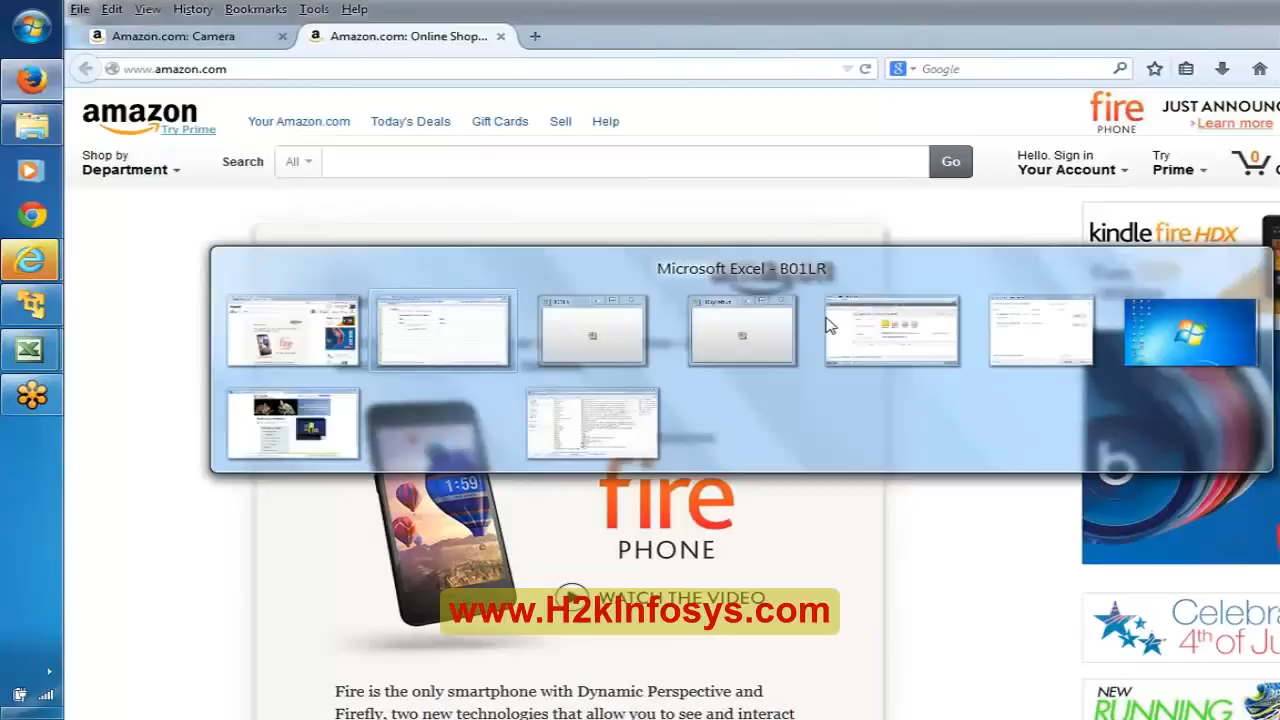 File Edit View History Bookmarks Tools Help
Amazon.com: Camera
Amazon.com: Online Shop...
www.amazon.com
Google
amazon
Try Prime
Your Amazon.com Today's Deals Gift Cards Sell Help
fire
PHONE
JUST ANNOUN
Learn more
Shop by
Department
Search All Go
Hello. Sign in
Your Account
Try
Prime
0
kindle fire HDX
Microsoft Excel - B01LR
1:59
fire
PHONE
WATCH THE VIDEO
www.H2kInfosys.com
Celebra
4th of Ju
Fire is the only smartphone with Dynamic Perspective and
Firefly, two new technologies that allow you to see and interact
NEW
RUNNING